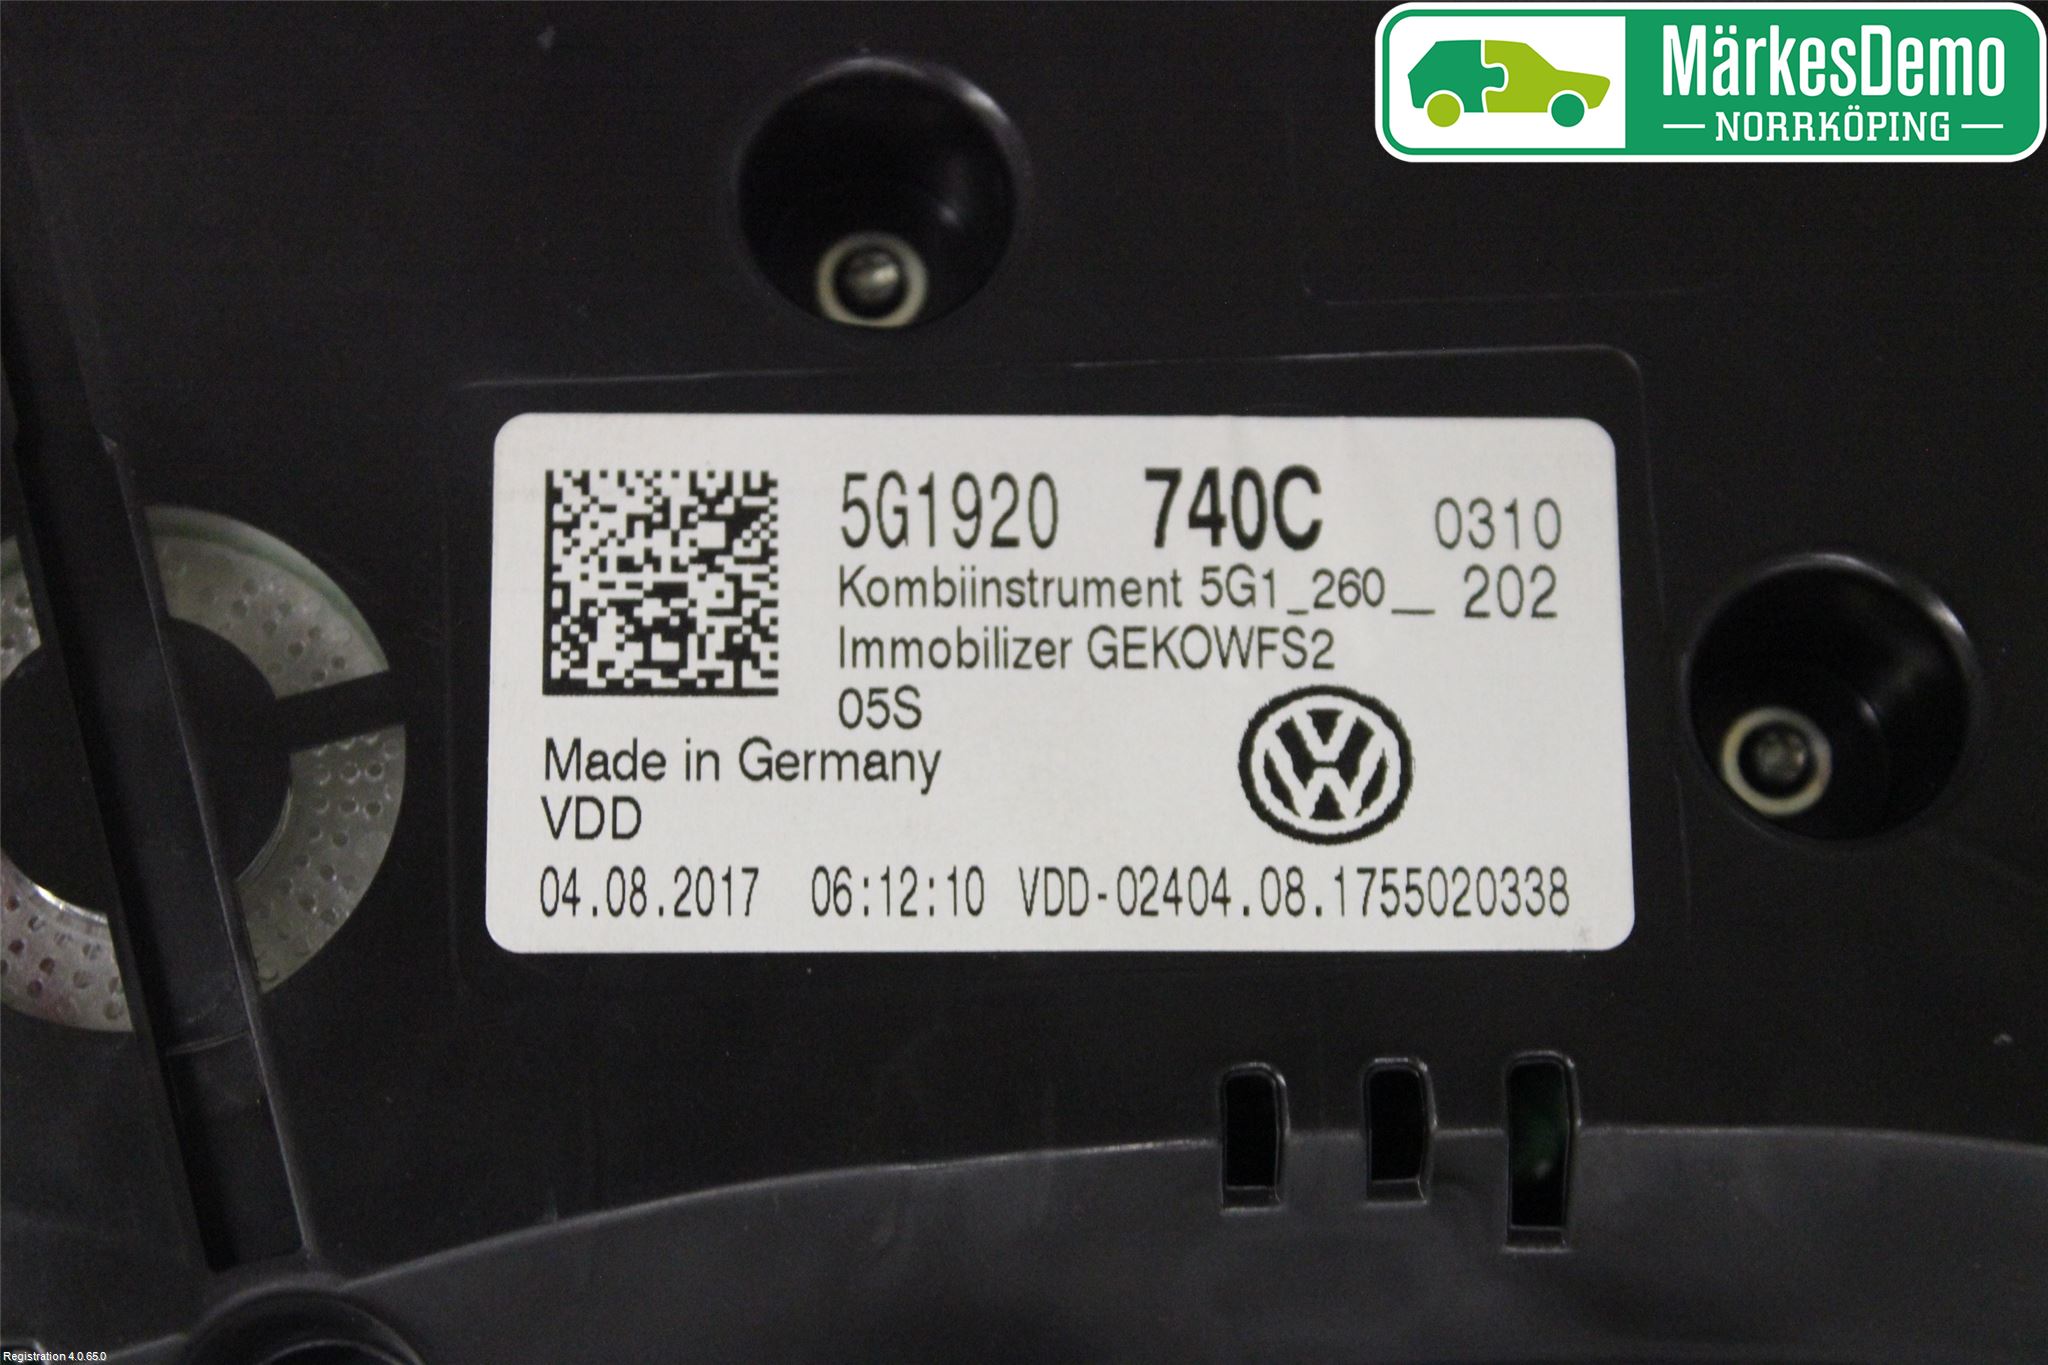 MärkesDemo
NORRKÖPING
5G1920 740C 0310
Kombiinstrument 5G1_260__ 202
Immobilizer GEKOWFS2
05S
Made in Germany
VDD
04.08.2017 06:12:10 VDD-02404.08.1755020338
Registration 4.0.65.0